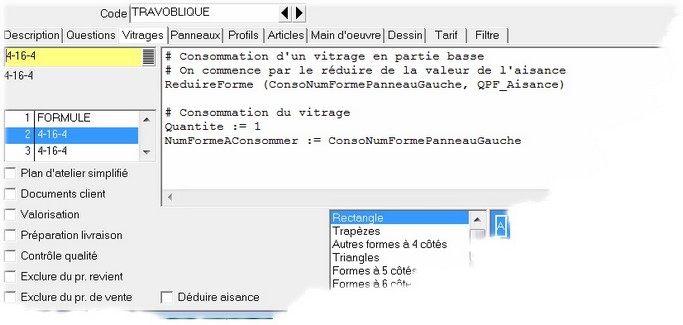 Code TRAVOBLIQUE
Description Questions Vitrages Panneaux Profils Articles Main d'oeuvre Dessin Tarif Filtre
4-16-4
4-16-4
# Consommation d'un vitrage en partie basse
# On commence par le réduire de la valeur de l'aisance
ReduireForme (ConsoNumFormePanneauGauche, QPF_Aisance)
# Consommation du vitrage
Quantite := 1
NumFormeAConsommer := ConsoNumFormePanneauGauche
1 FORMULE
2 4-16-4
3 4-16-4
Plan d'atelier simplifié
Documents client
Valorisation
Préparation livraison
Contrôle qualité
Exclure du pr. revient
Exclure du pr. de vente
Déduire aisance
Rectangle
Trapèzes
Autres formes à 4 côtés
Triangles
Formes à 5 côtés
Formes à 6
A